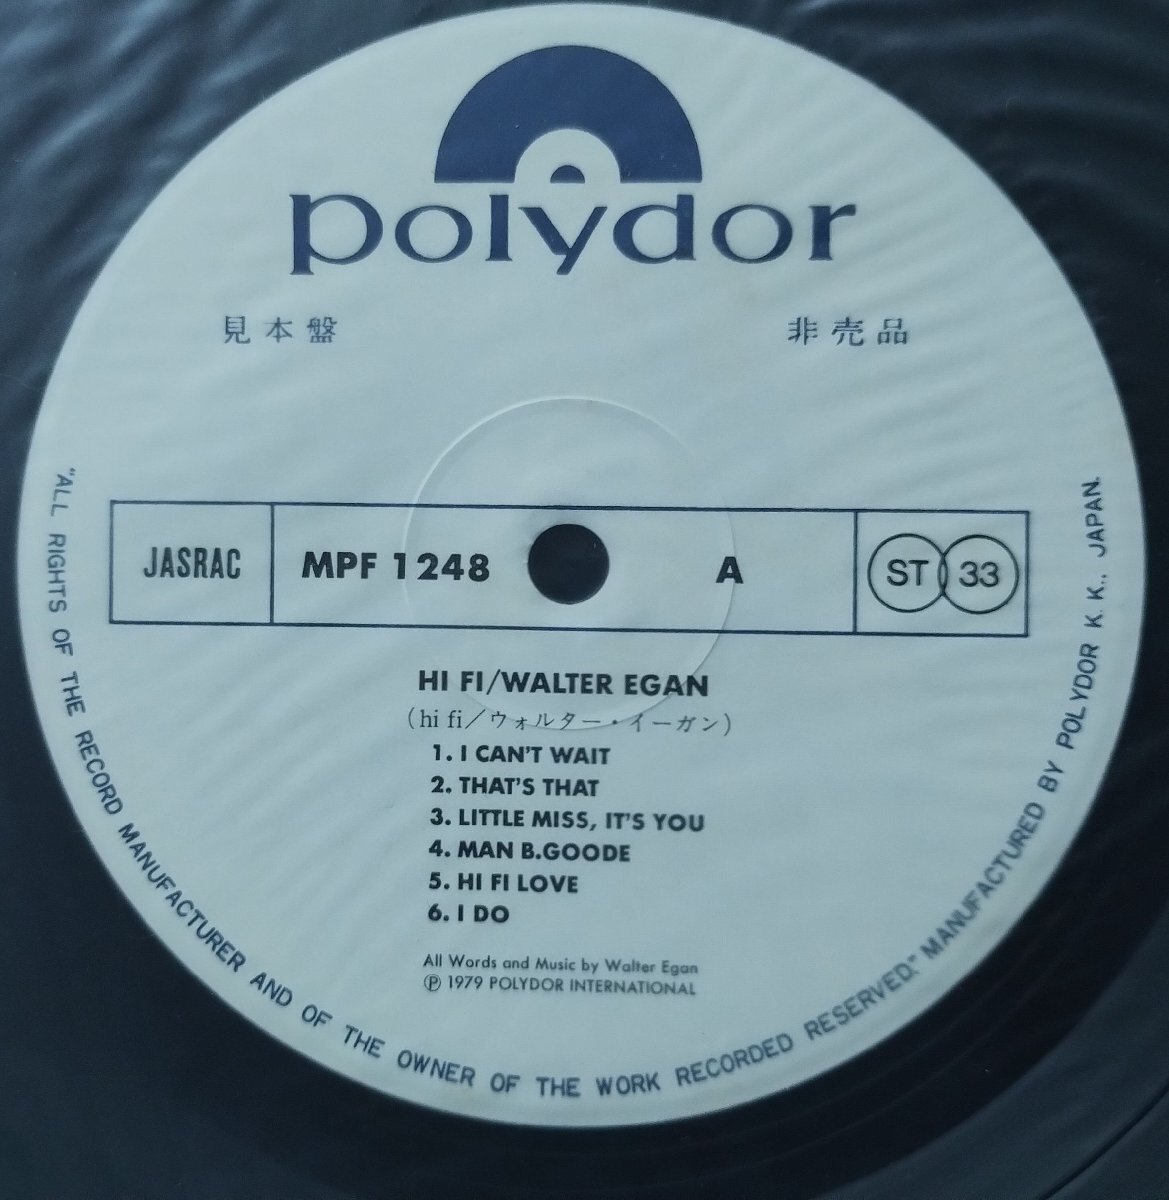 polydor
見本盤 非売品
JASRAC MPF 1248 A ST 33
HI FI/WALTER EGAN
(hi fi/ウォルター・イーガン)
1. I CAN'T WAIT
2. THAT'S THAT
3. LITTLE MISS, IT'S YOU
4. MAN B.GOODE
5. HI FI LOVE
6. I DO
All Words and Music by Walter Egan
Ⓟ 1979 POLYDOR INTERNATIONAL
"ALL RIGHTS OF THE RECORD MANUFACTURER AND OF THE OWNER OF THE WORK RECORDED RESERVED." MANUFACTURED BY POLYDOR K. K., JAPAN.